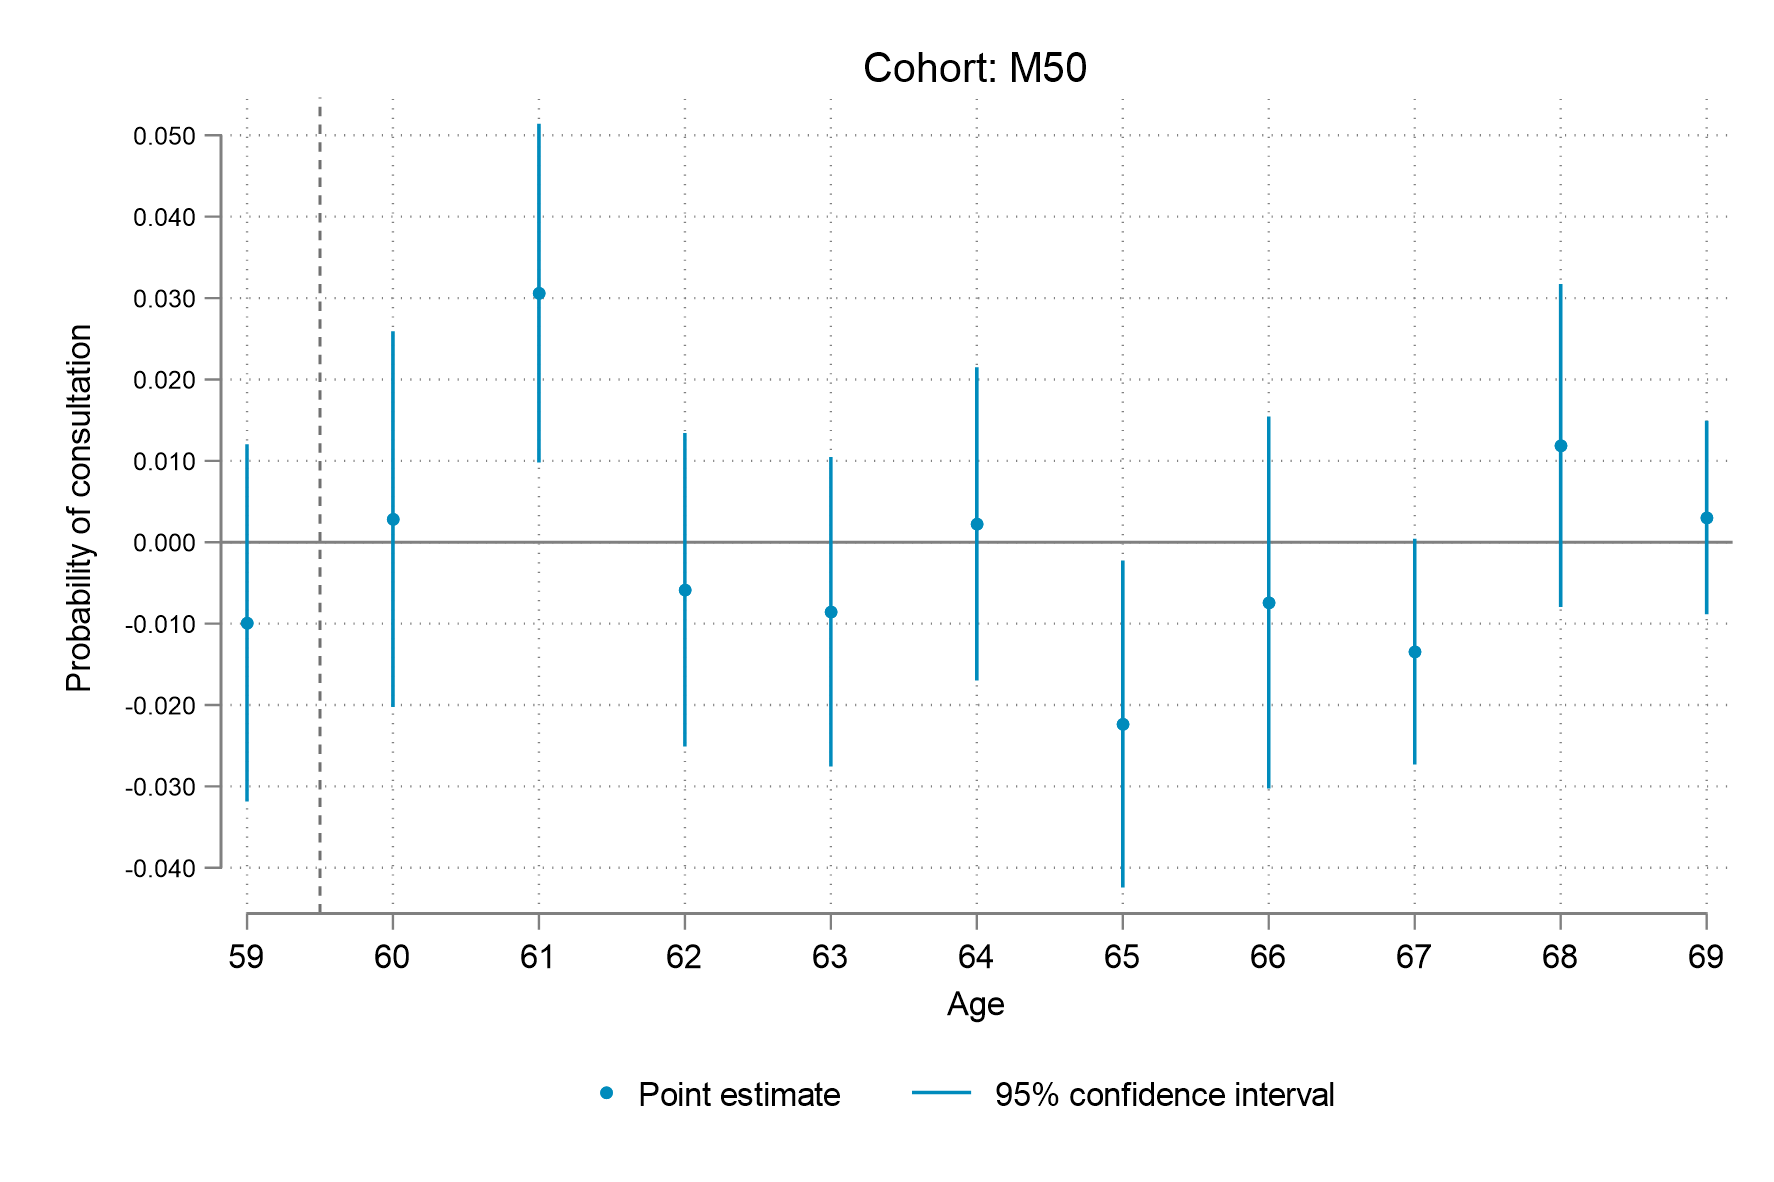 Cohort: M50
0.050
0.040
0.030
0.020
0.010
0.000
-0.010
-0.020
-0.030
-0.040
Probability of consultation
59 60 61 62 63 64 65 66 67 68 69
Age
Point estimate 95% confidence interval